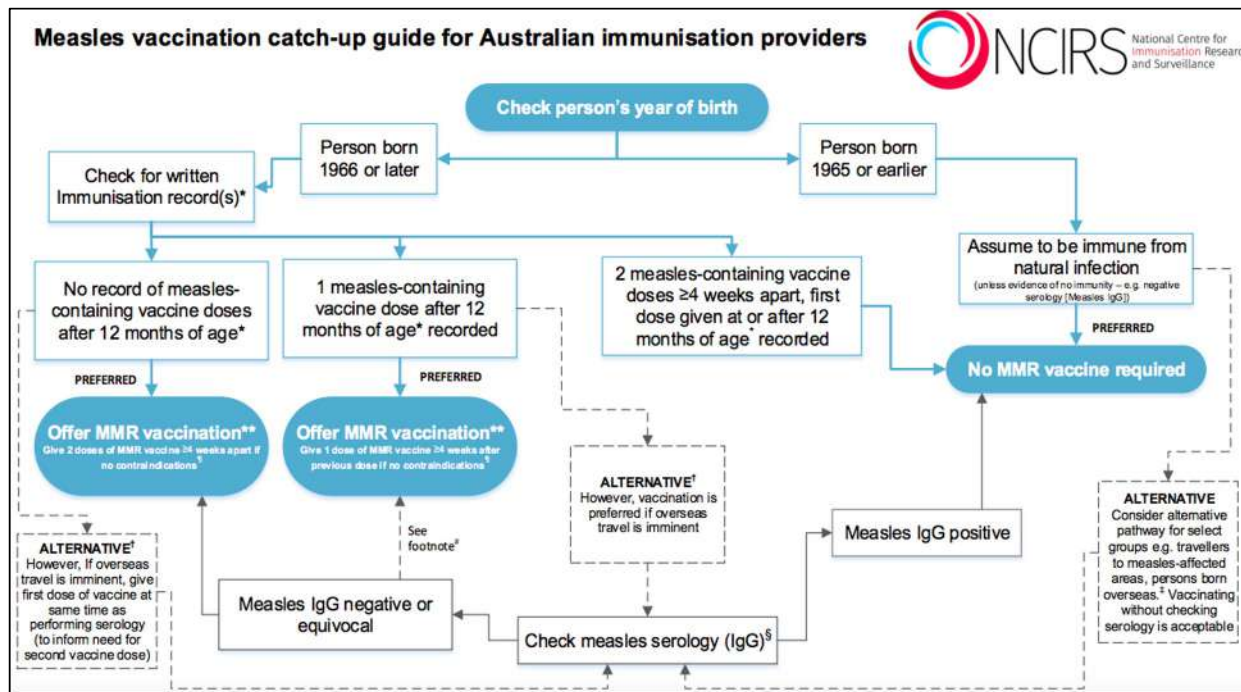 Measles vaccination catch-up guide for Australian immunisation providers
NCIRS
National Centre for
Immunisation Research
and Surveillance
Check person's year of birth
Person born
1966 or later
Person born
1965 or earlier
Check for written
Immunisation record(s)*
No record of measles-
containing vaccine doses
after 12 months of age*
1 measles-containing
vaccine dose after 12
months of age* recorded
2 measles-containing vaccine
doses ≥4 weeks apart, first
dose given at or after 12
months of age* recorded
Assume to be immune from
natural infection
(unless evidence of no immunity – e.g. negative
serology [Measles IgG])
PREFERRED
PREFERRED
PREFERRED
No MMR vaccine required
Offer MMR vaccination**
Give 2 doses of MMR vaccine ≥4 weeks apart if
no contraindications¶
Offer MMR vaccination**
Give 1 dose of MMR vaccine ≥4 weeks after
previous dose if no contraindications¶
ALTERNATIVE†
However, vaccination is
preferred if overseas
travel is imminent
ALTERNATIVE
Consider alternative
pathway for select
groups e.g. travellers
to measles-affected
areas, persons born
overseas.‡ Vaccinating
without checking
serology is acceptable
See
footnote#
Measles IgG positive
ALTERNATIVE†
However, If overseas
travel is imminent, give
first dose of vaccine at
same time as
performing serology
(to inform need for
second vaccine dose)
Measles IgG negative or
equivocal
Check measles serology (IgG)§